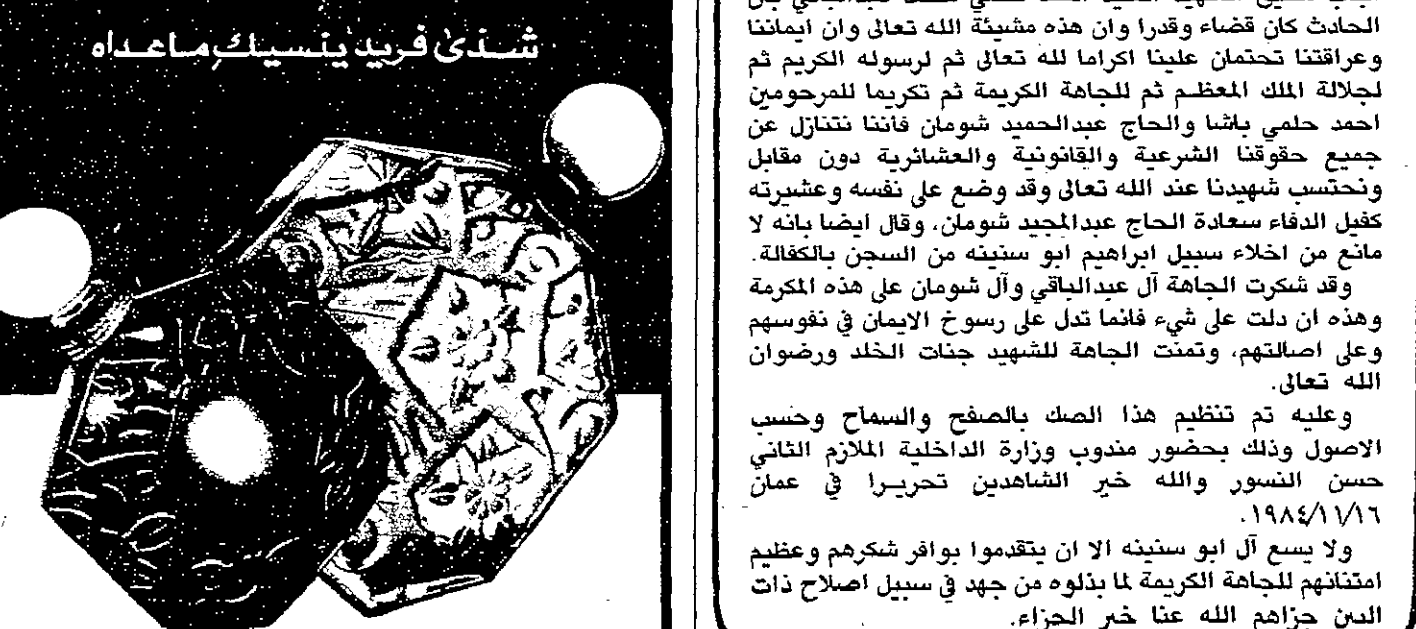 شـذىٰ فريد ينسيكِ مـاعـداه
الحادث كان قضاء وقدرا وان هذه مشيئة الله تعالى وان ايماننا
وعراقتنا تحتمان علينا اكراما لله تعالى ثم لرسوله الكريم ثم
لجلالة الملك المعظم ثم للجاهة الكريمة ثم تكريما للمرحومين
احمد حلمي باشا والحاج عبدالحميد شومان فأننا نتنازل عن
جميع حقوقنا الشرعية والقانونية والعشائرية دون مقابل
ونحتسب شهيدنا عند الله تعالى وقد وضع على نفسه وعشيرته
كفيل الدفاء سعادة الحاج عبدالمجيد شومان، وقال ايضا بانه لا
مانع من اخلاء سبيل ابراهيم ابو سنينه من السجن بالكفالة.
وقد شكرت الجاهة آل عبدالباقي وآل شومان على هذه المكرمة
وهذه ان دلت على شيء فانما تدل على رسوخ الايمان في نفوسهم
وعلى اصالتهم، وتمنت الجاهة للشهيد جنات الخلد ورضوان
الله تعالى.
وعليه تم تنظيم هذا الصك بالصفح والسماح وحسب
الاصول وذلك بحضور مندوب وزارة الداخلية الملازم الثاني
حسن النسور والله خير الشاهدين تحريرا في عمان
١٩٨٤/١١/١٦.
ولا يسع آل ابو سنينه الا ان يتقدموا بوافر شكرهم وعظيم
امتنانهم للجاهة الكريمة لما بذلوه من جهد في سبيل اصلاح ذات
البين جزاهم الله عنا خير الجزاء.